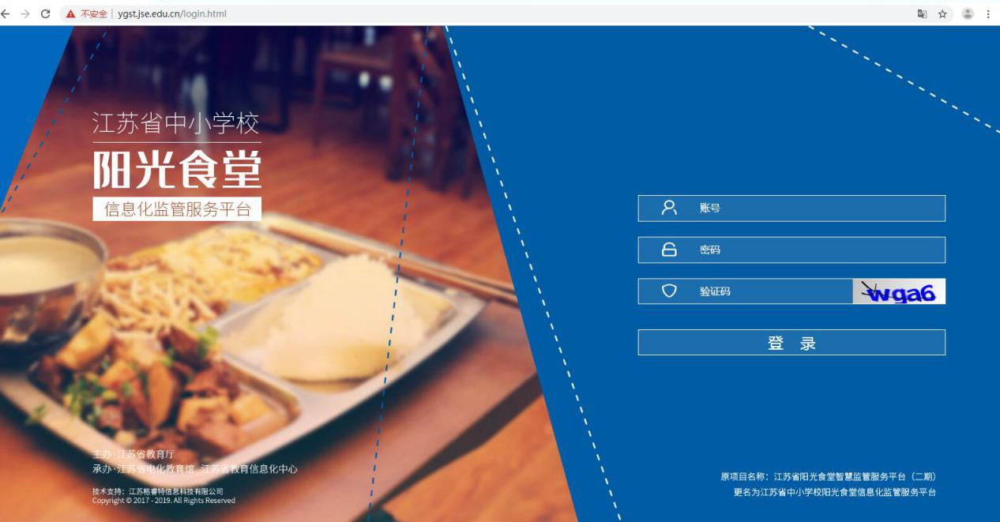 不安全 ygst.jse.edu.cn/login.html
江苏省中小学校
阳光食堂
信息化监管服务平台
账号
密码
验证码 wga6
登 录
主办·江苏省教育厅
承办·江苏省电化教育馆 江苏省教育信息化中心
技术支持：江苏格睿特信息科技有限公司
Copyright © 2017 - 2019. All Rights Reserved
原项目名称：江苏省阳光食堂智慧监管服务平台（二期）
更名为江苏省中小学校阳光食堂信息化监管服务平台